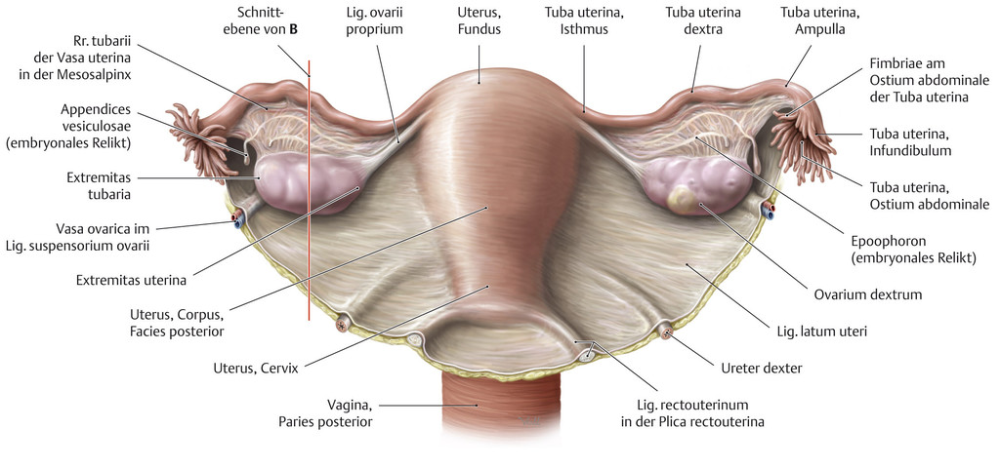 Schnitt-
ebene von B
Lig. ovarii
proprium
Uterus,
Fundus
Tuba uterina,
Isthmus
Tuba uterina
dextra
Tuba uterina,
Ampulla
Rr. tubarii
der Vasa uterina
in der Mesosalpinx
Appendices
vesiculosae
(embryonales Relikt)
Extremitas
tubaria
Vasa ovarica im
Lig. suspensorium ovarii
Extremitas uterina
Uterus, Corpus,
Facies posterior
Uterus, Cervix
Vagina,
Paries posterior
Fimbriae am
Ostium abdominale
der Tuba uterina
Tuba uterina,
Infundibulum
Tuba uterina,
Ostium abdominale
Epoophoron
(embryonales Relikt)
Ovarium dextrum
Lig. latum uteri
Ureter dexter
Lig. rectouterinum
in der Plica rectouterina